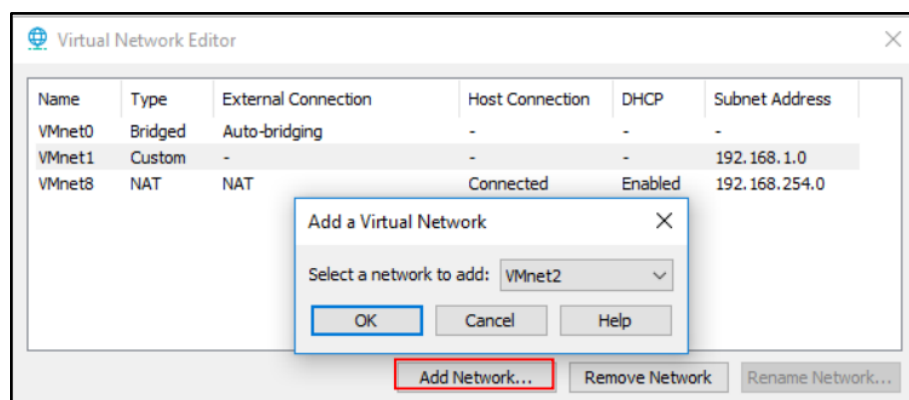 Virtual Network Editor
Name Type External Connection Host Connection DHCP Subnet Address
VMnet0 Bridged Auto-bridging - - -
VMnet1 Custom - - - 192.168.1.0
VMnet8 NAT NAT Connected Enabled 192.168.254.0
Add a Virtual Network
Select a network to add: VMnet2
OK Cancel Help
Add Network... Remove Network Rename Network...